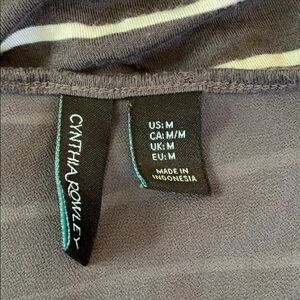 CYNTHIA ROWLEY
US: M
CA: M/M
UK: M
EU: M
MADE IN
INDONESIA